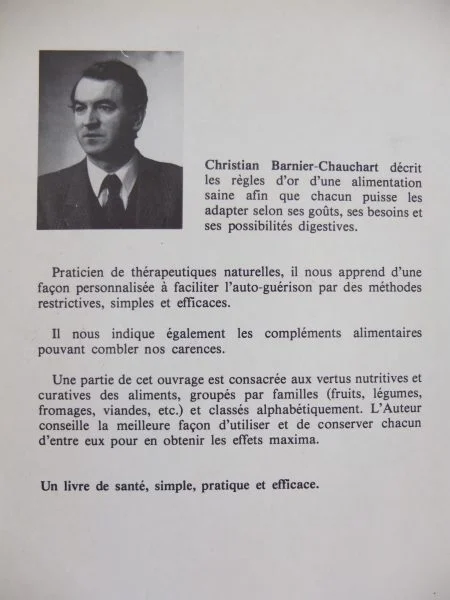 Christian Barnier-Chauchart décrit
les règles d'or d'une alimentation
saine afin que chacun puisse les
adapter selon ses goûts, ses besoins et
ses possibilités digestives.
Praticien de thérapeutiques naturelles, il nous apprend d'une
façon personnalisée à faciliter l'auto-guérison par des méthodes
restrictives, simples et efficaces.
Il nous indique également les compléments alimentaires
pouvant combler nos carences.
Une partie de cet ouvrage est consacrée aux vertus nutritives et
curatives des aliments, groupés par familles (fruits, légumes,
fromages, viandes, etc.) et classés alphabétiquement. L'Auteur
conseille la meilleure façon d'utiliser et de conserver chacun
d'entre eux pour en obtenir les effets maxima.
Un livre de santé, simple, pratique et efficace.